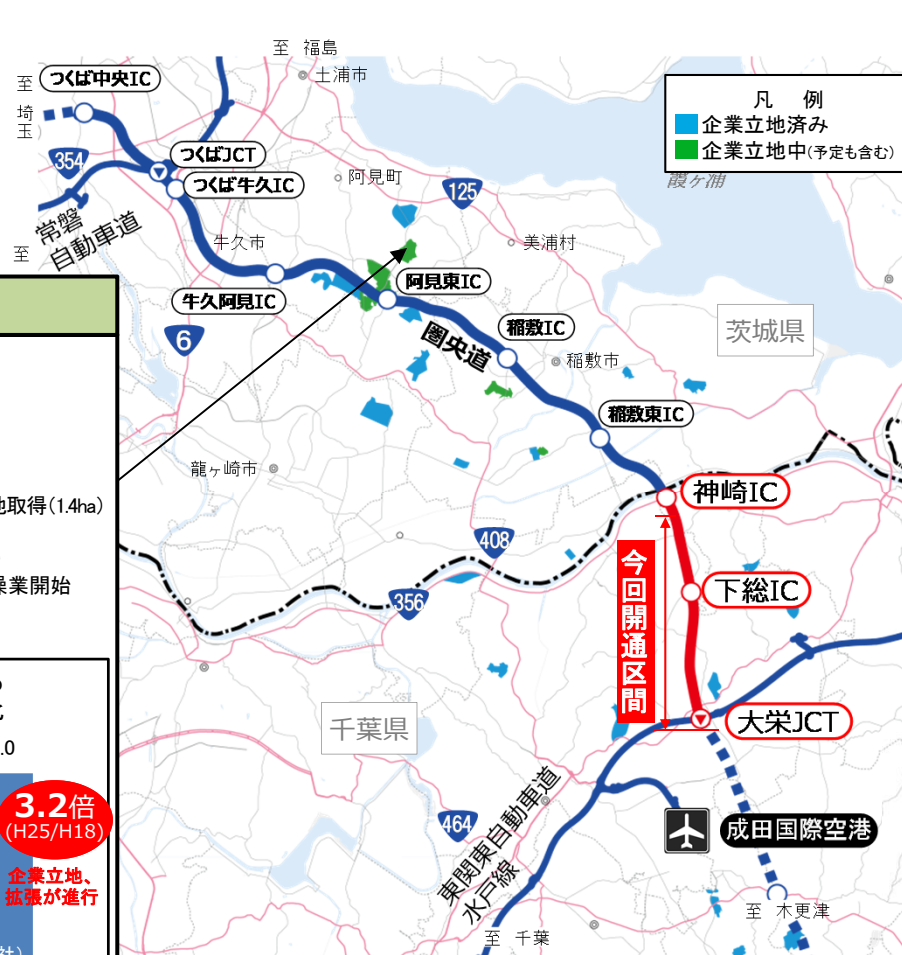 至 福島
土浦市
つくば中央IC
至
埼
玉
凡 例
企業立地済み
企業立地中(予定も含む)
霞ヶ浦
354
つくばJCT
つくば牛久IC
阿見町
125
常磐
自動車道
至
牛久市
美浦村
阿見東IC
牛久阿見IC
6
圏央道
稲敷IC
稲敷市
茨城県
稲敷東IC
龍ヶ崎市
神崎IC
地取得(1.4ha)
408
今回開通区間
操業開始
下総IC
356
千葉県
大栄JCT
.0
3.2倍
(H25/H18)
464
東関東自動車道
水戸線
成田国際空港
企業立地、
拡張が進行
至 木更津
至 千葉
社)